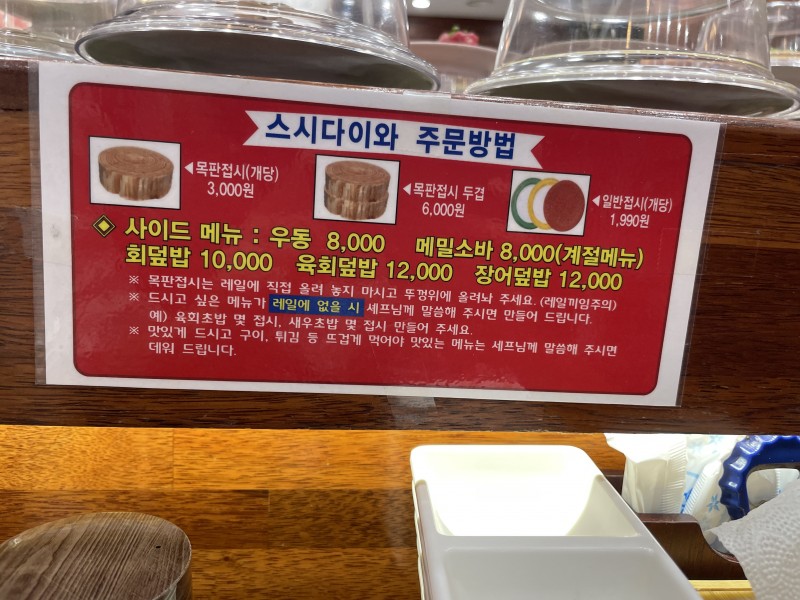 스시다이와 주문방법
◀목판접시(개당)
3,000원
◀목판접시 두겹
6,000원
◀일반접시(개당)
1,990원
사이드 메뉴 : 우동 8,000 메밀소바 8,000(계절메뉴)
회덮밥 10,000 육회덮밥 12,000 장어덮밥 12,000
※ 목판접시는 레일에 직접 올려 놓지 마시고 뚜껑위에 올려놔 주세요. (레일끼임주의)
※ 드시고 싶은 메뉴가 레일에 없을 시 셰프님께 말씀해 주시면 만들어 드립니다.
예) 육회초밥 몇 접시, 새우초밥 몇 접시 만들어 주세요.
※ 맛있게 드시고 구이, 튀김 등 뜨겁게 먹어야 맛있는 메뉴는 셰프님께 말씀해 주시면
데워 드립니다.